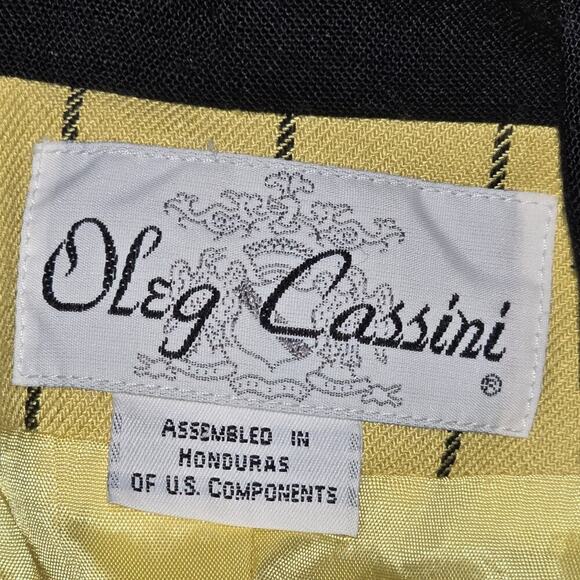 Oleg Cassini
®
ASSEMBLED IN
HONDURAS
OF U.S. COMPONENTS